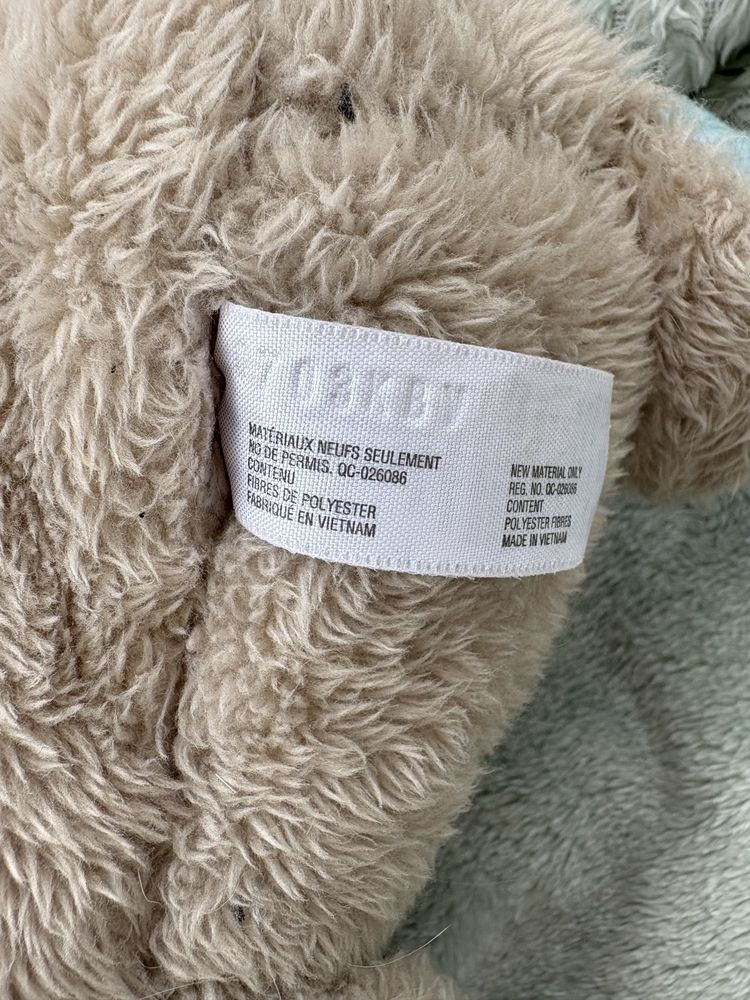 MATÉRIAUX NEUFS SEULEMENT
NO DE PERMIS. QC-026086
CONTENU
FIBRES DE POLYESTER
FABRIQUÉ EN VIETNAM
NEW MATERIAL ONLY
REG. NO. QC-026086
CONTENT
POLYESTER FIBRES
MADE IN VIETNAM